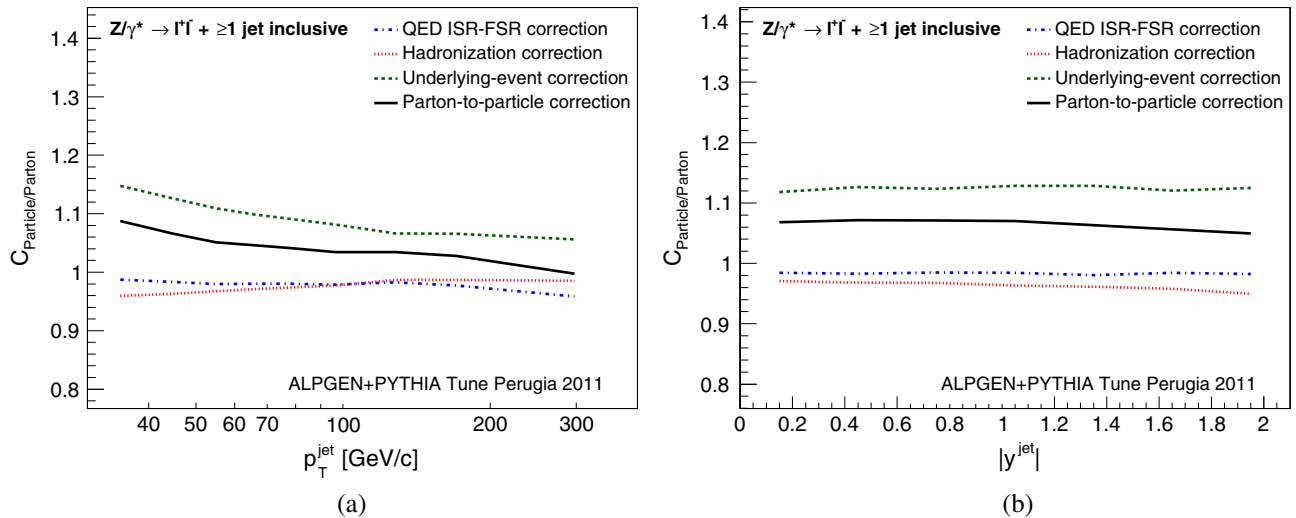 Z/γ* → l⁺l⁻ + ≥1 jet inclusive
QED ISR-FSR correction
Hadronization correction
Underlying-event correction
Parton-to-particle correction
C_Particle/Parton
1.4
1.3
1.2
1.1
1
0.9
0.8
ALPGEN+PYTHIA Tune Perugia 2011
40 50 60 70 100 200 300
p_T^jet [GeV/c]
(a)
Z/γ* → l⁺l⁻ + ≥1 jet inclusive
QED ISR-FSR correction
Hadronization correction
Underlying-event correction
Parton-to-particle correction
C_Particle/Parton
1.4
1.3
1.2
1.1
1
0.9
0.8
ALPGEN+PYTHIA Tune Perugia 2011
0 0.2 0.4 0.6 0.8 1 1.2 1.4 1.6 1.8 2
|y^jet|
(b)